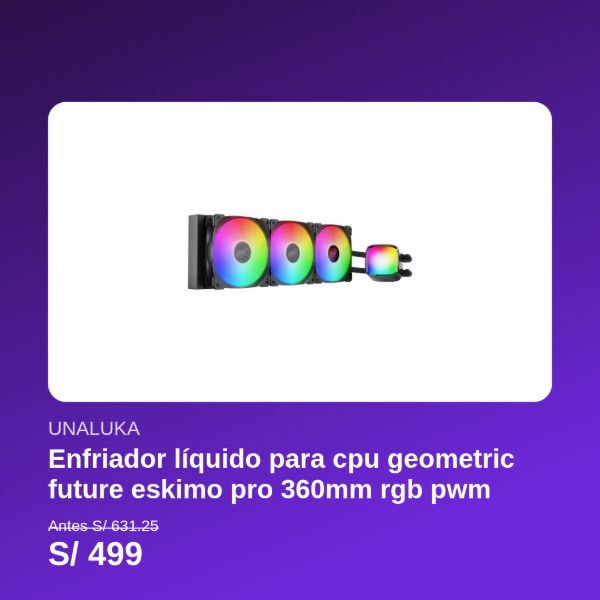 UNALUKA
Enfriador líquido para cpu geometric
future eskimo pro 360mm rgb pwm
Antes S/ 631.25
S/ 499